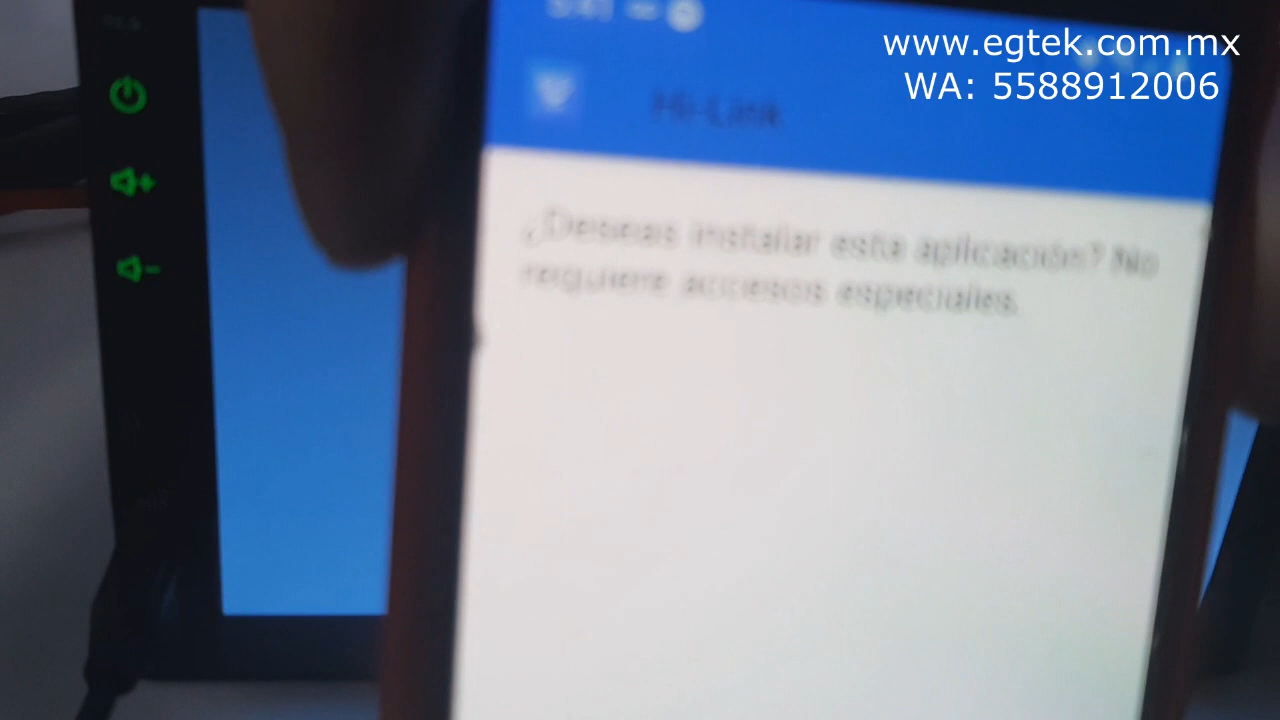 www.egtek.com.mx
WA: 5588912006
Hi-Link
¿Deseas instalar esta aplicación? No
requiere accesos especiales.